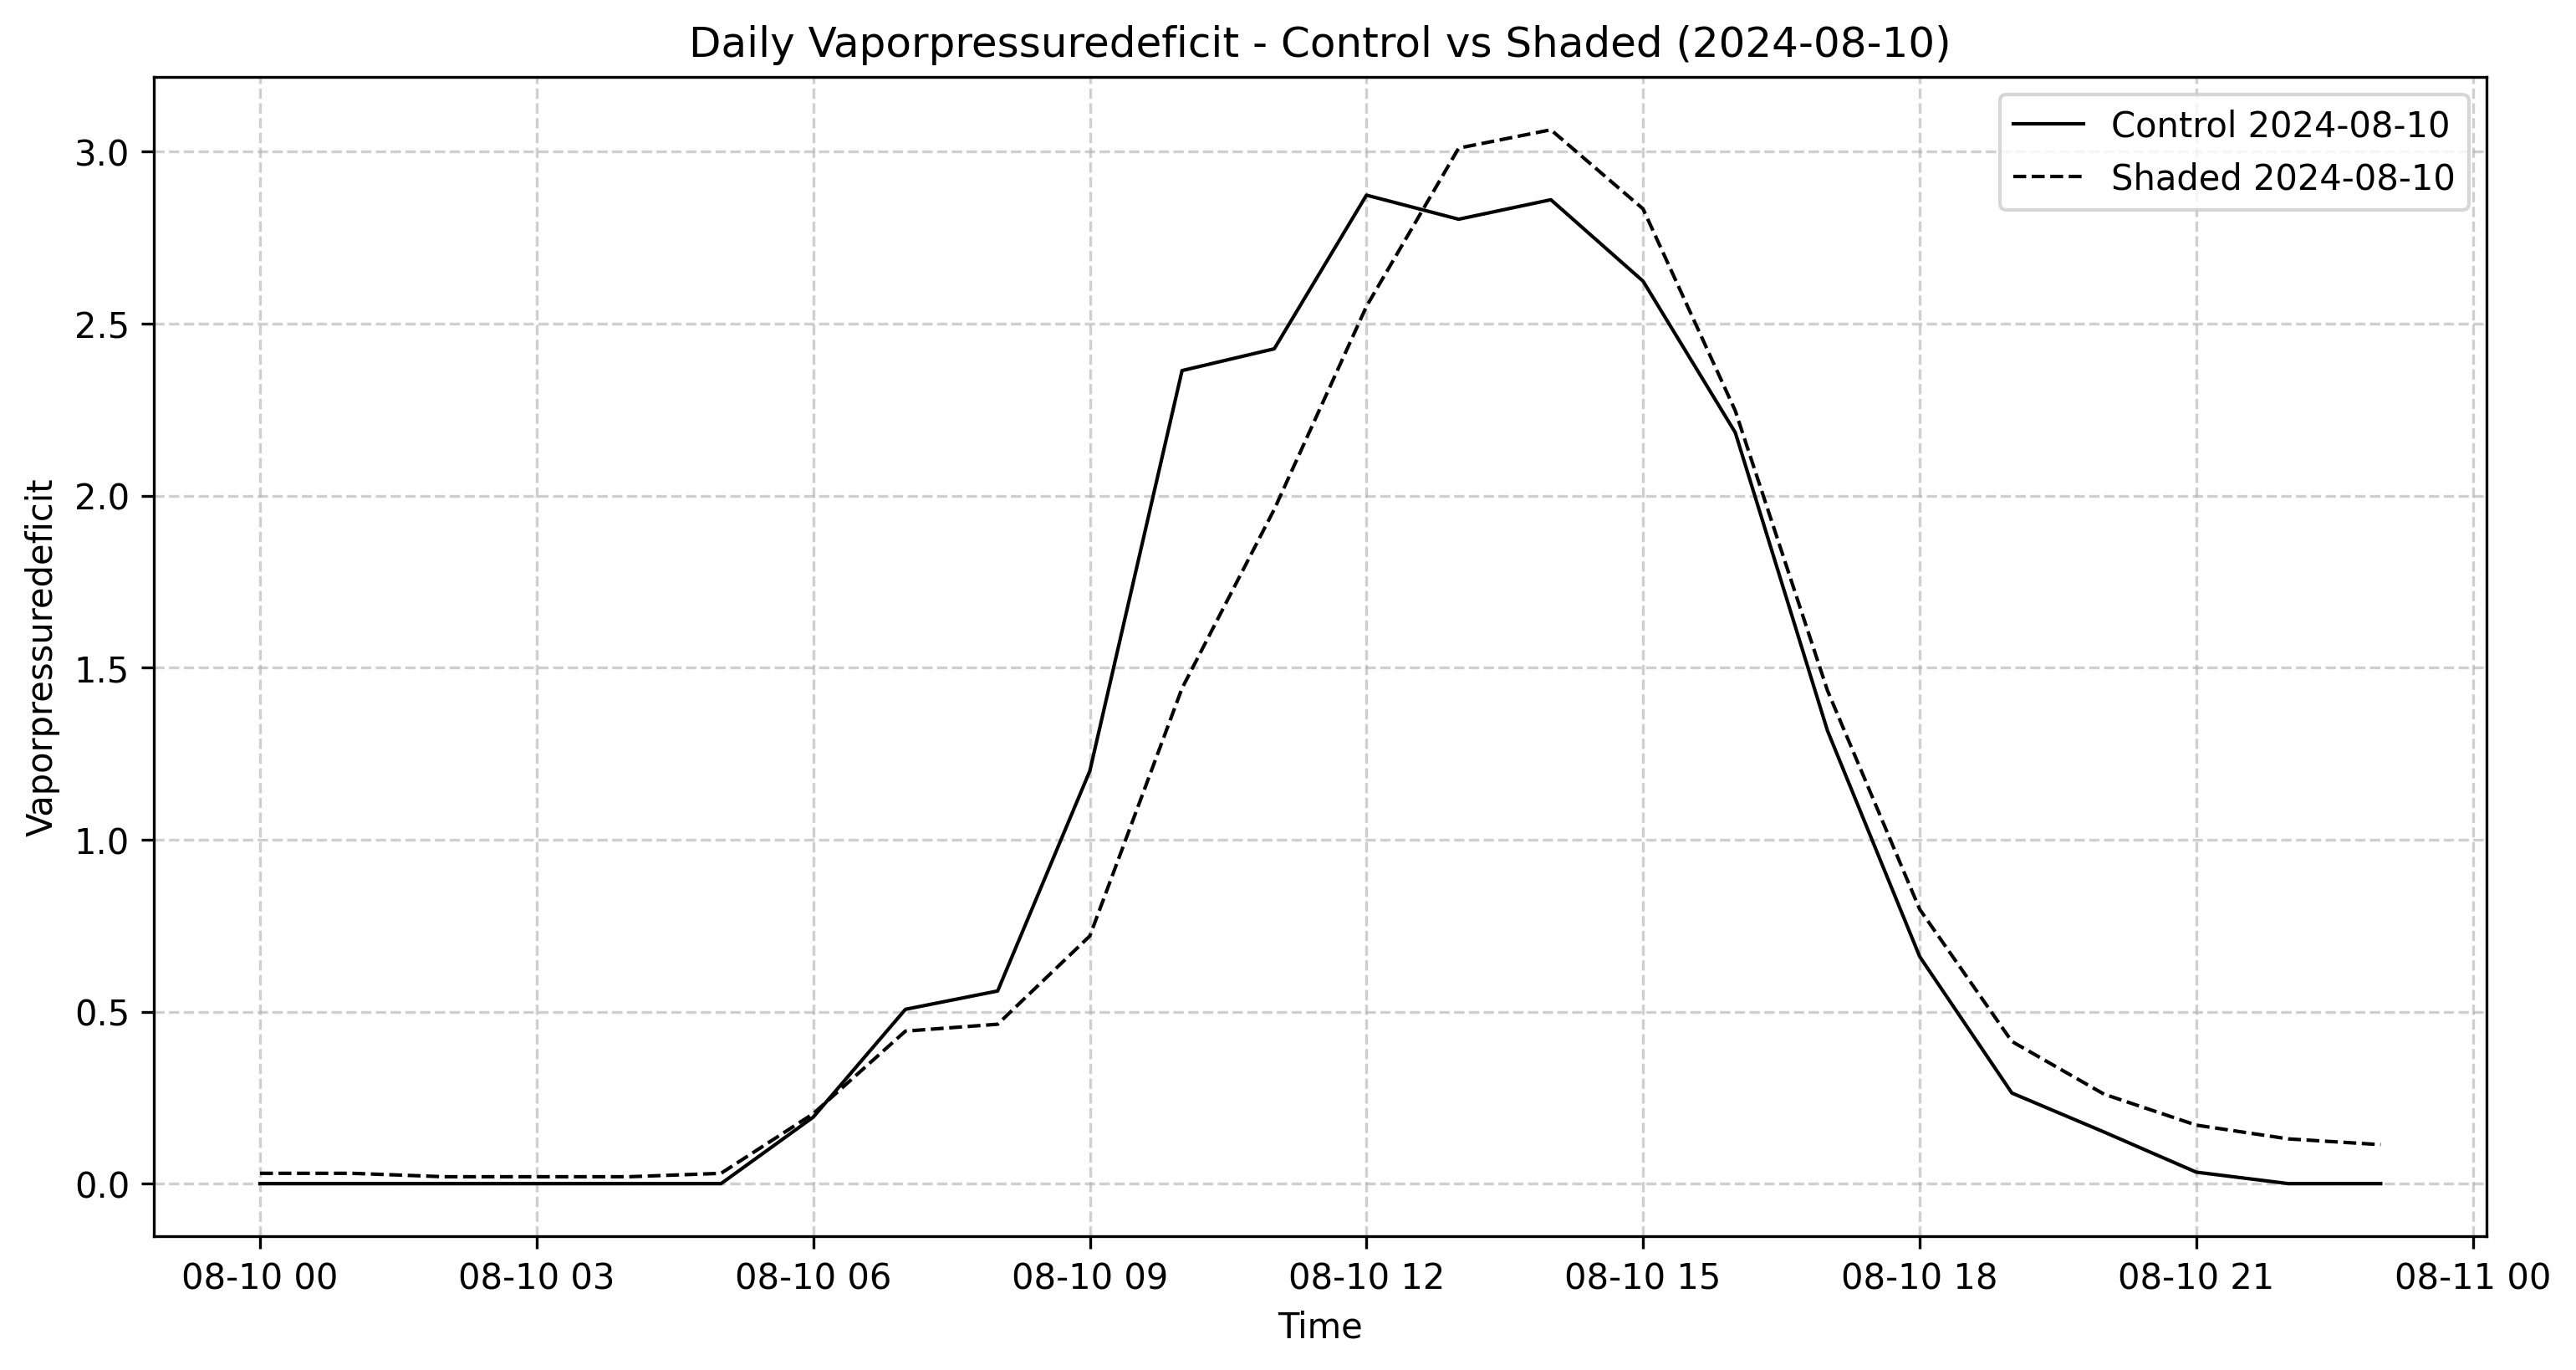 Daily Vaporpressuredeficit - Control vs Shaded (2024-08-10)
Control 2024-08-10
Shaded 2024-08-10
Vaporpressuredeficit
3.0
2.5
2.0
1.5
1.0
0.5
0.0
08-10 00 08-10 03 08-10 06 08-10 09 08-10 12 08-10 15 08-10 18 08-10 21 08-11 00
Time